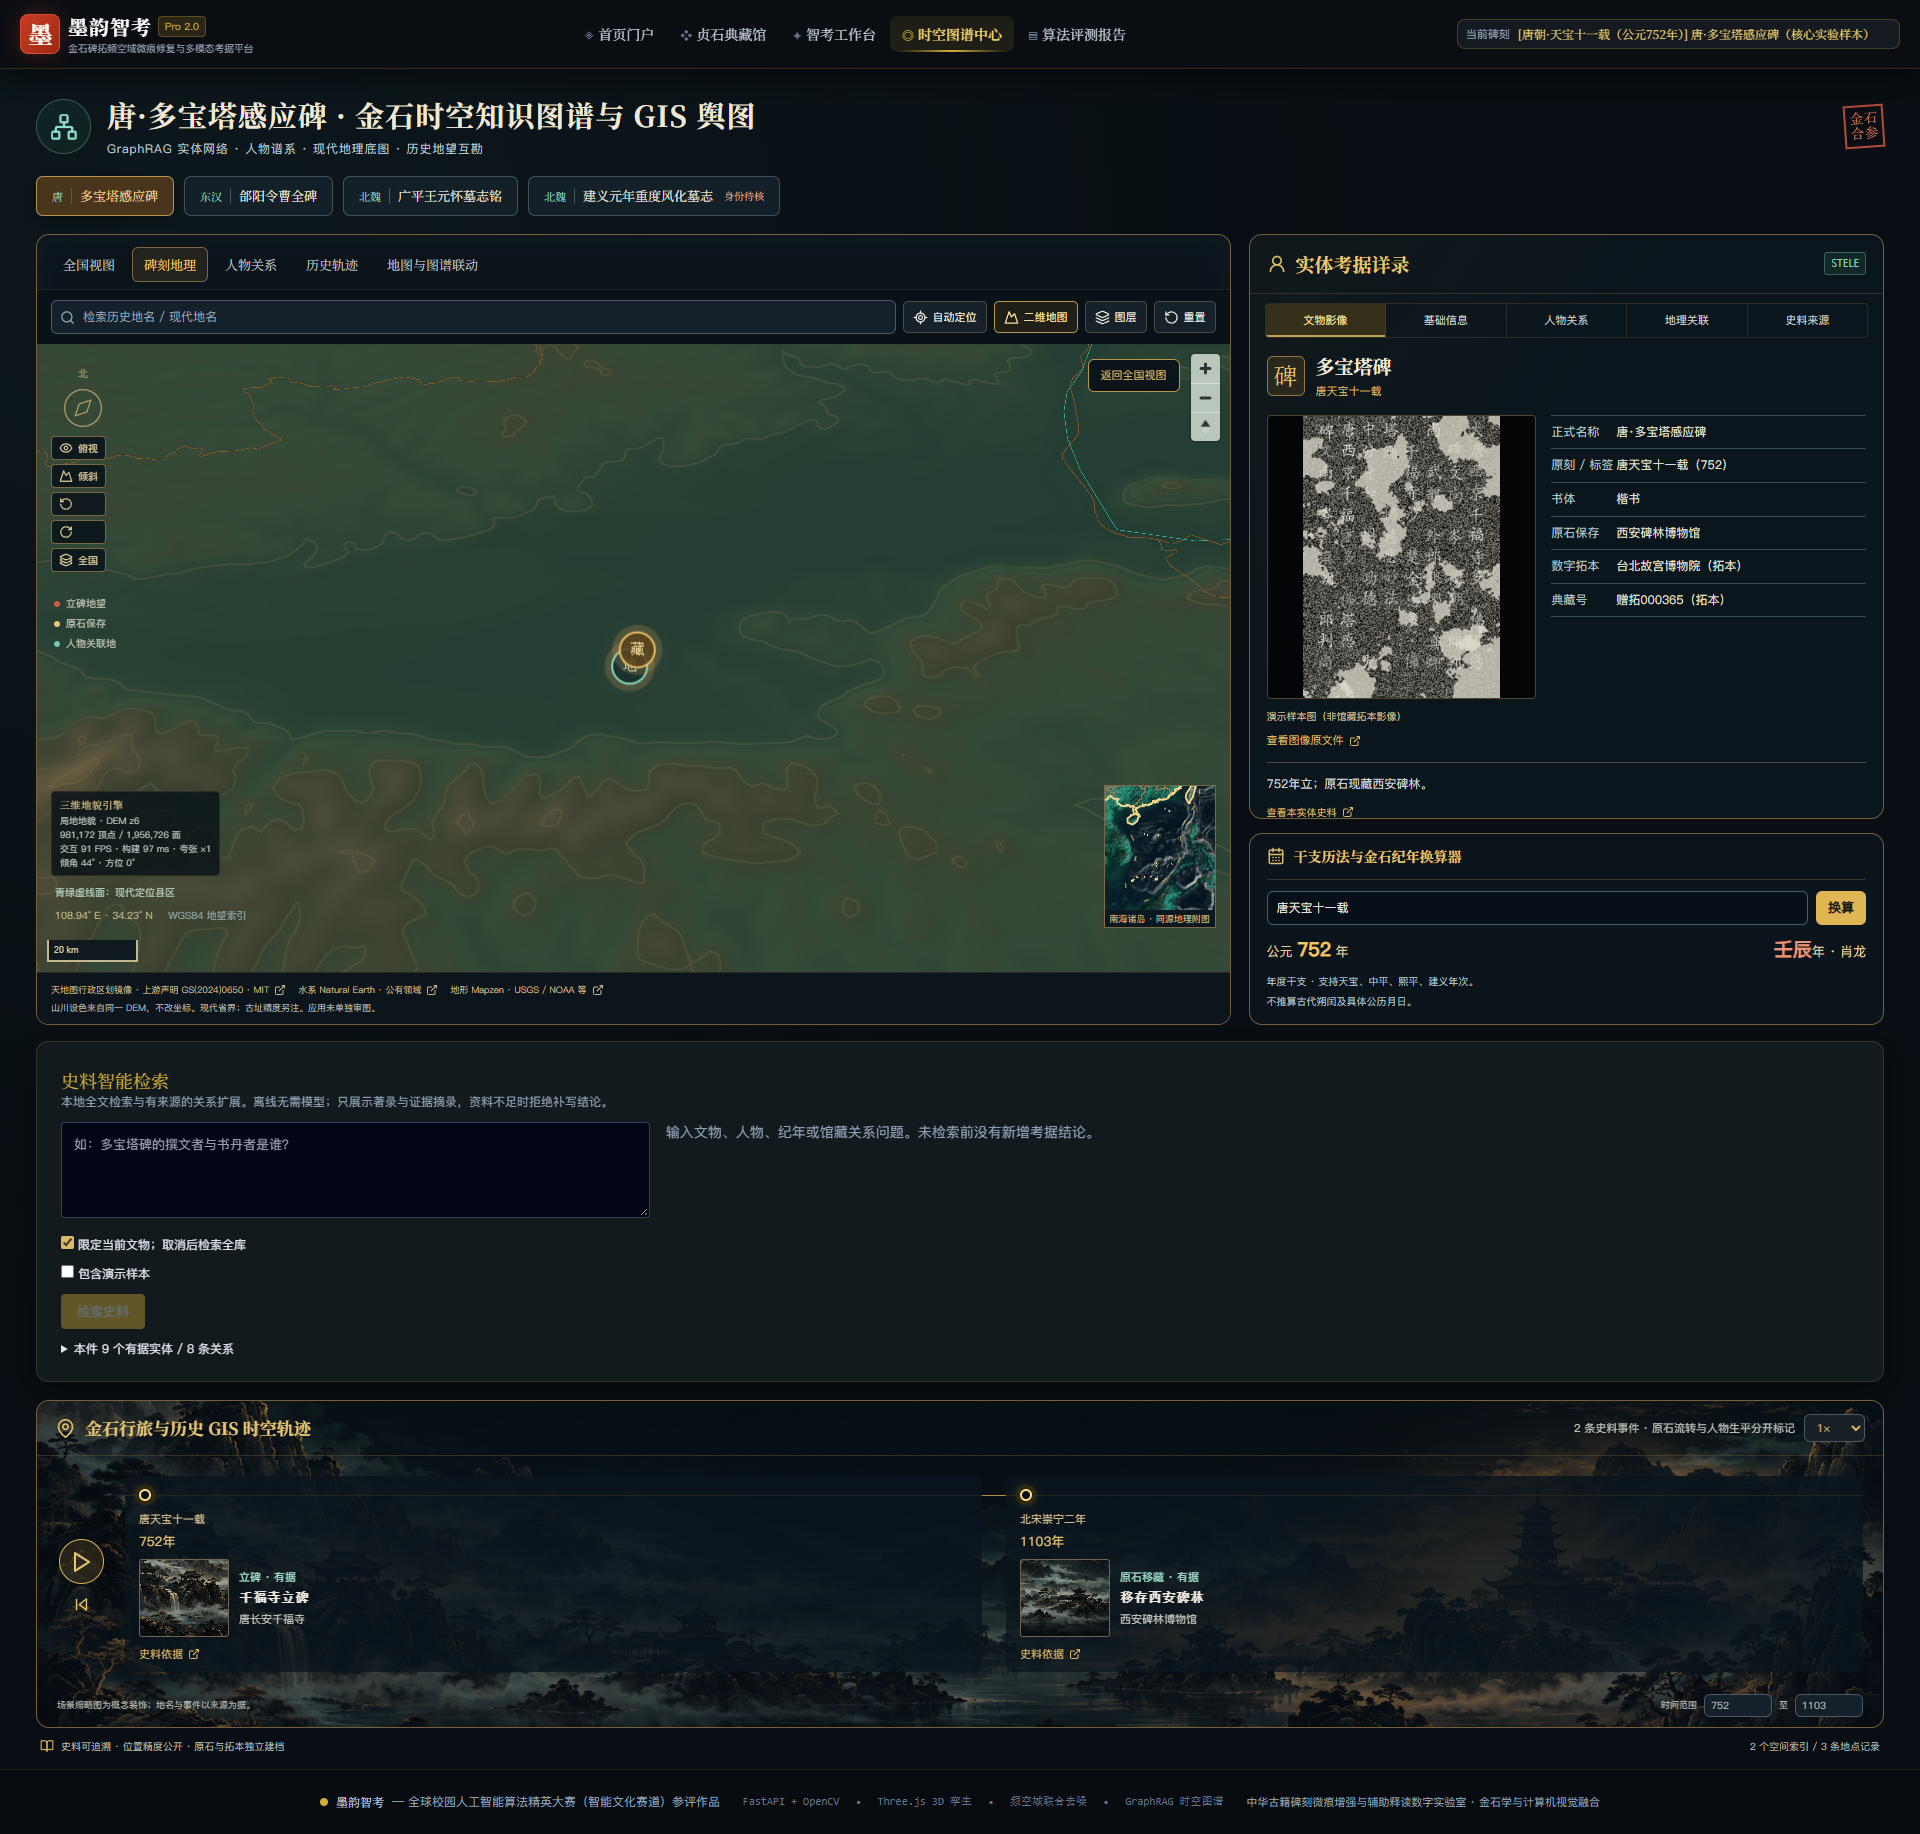 墨 墨韵智考 Pro 2.0
金石碑拓频空域微痕修复与多模态考据平台
首页门户 贞石典藏馆 智考工作台 时空图谱中心 算法评测报告
当前碑刻 [唐朝·天宝十一载（公元752年）] 唐·多宝塔感应碑（核心实验样本）
唐·多宝塔感应碑 · 金石时空知识图谱与 GIS 舆图
GraphRAG 实体网络 · 人物谱系 · 现代地理底图 · 历史地望互勘
金石
合参
唐 多宝塔感应碑
东汉 郃阳令曹全碑
北魏 广平王元怀墓志铭
北魏 建义元年重度风化墓志 身份待核
全国视图 碑刻地理 人物关系 历史轨迹 地图与图谱联动
检索历史地名 / 现代地名
自动定位 二维地图 图层 重置
北
返回全国视图
俯视
倾斜
全国
立碑地望
原石保存
人物关联地
藏
地
三维地貌引擎
局地地貌 · DEM z6
981,172 顶点 / 1,956,726 面
交互 91 FPS · 构建 97 ms · 夸张 ×1
倾角 44° · 方位 0°
青绿虚线面：现代定位县区
108.94° E · 34.23° N WGS84 地望索引
20 km
南海诸岛 · 同源地理附图
天地图行政区划镜像 · 上游声明 GS(2024)0650 · MIT 水系 Natural Earth · 公有领域 地形 Mapzen · USGS / NOAA 等
山川设色来自同一 DEM，不改坐标。现代省界；古址精度另注。应用未单独审图。
实体考据详录 STELE
文物影像 基础信息 人物关系 地理关联 史料来源
碑 多宝塔碑
唐天宝十一载
正式名称 唐·多宝塔感应碑
原刻 / 标签 唐天宝十一载（752）
书体 楷书
原石保存 西安碑林博物馆
数字拓本 台北故宫博物院（拓本）
典藏号 赠拓000365（拓本）
演示样本图（非馆藏拓本影像）
查看图像原文件
752年立；原石现藏西安碑林。
查看本实体史料
干支历法与金石纪年换算器
唐天宝十一载 换算
公元 752 年 壬辰年 · 肖龙
年度干支 · 支持天宝、中平、熙平、建义年次。
不推算古代朔闰及具体公历月日。
史料智能检索
本地全文检索与有来源的关系扩展。离线无需模型；只展示著录与证据摘录，资料不足时拒绝补写结论。
如：多宝塔碑的撰文者与书丹者是谁？
输入文物、人物、纪年或馆藏关系问题。未检索前没有新增考据结论。
限定当前文物；取消后检索全库
包含演示样本
检索史料
本件 9 个有据实体 / 8 条关系
金石行旅与历史 GIS 时空轨迹
2 条史料事件 · 原石流转与人物生平分开标记 1×
唐天宝十一载
752年
立碑 · 有据
千福寺立碑
唐长安千福寺
史料依据
北宋崇宁二年
1103年
原石移藏 · 有据
移存西安碑林
西安碑林博物馆
史料依据
场景缩略图为概念装饰；地名与事件以来源为据。
时间范围 752 至 1103
史料可追溯 · 位置精度公开 · 原石与拓本独立建档
2 个空间索引 / 3 条地点记录
墨韵智考 — 全球校园人工智能算法精英大赛（智能文化赛道）参评作品 FastAPI + OpenCV • Three.js 3D 孪生 • 频空域联合去噪 • GraphRAG 时空图谱 中华古籍碑刻微痕增强与辅助释读数字实验室 · 金石学与计算机视觉融合